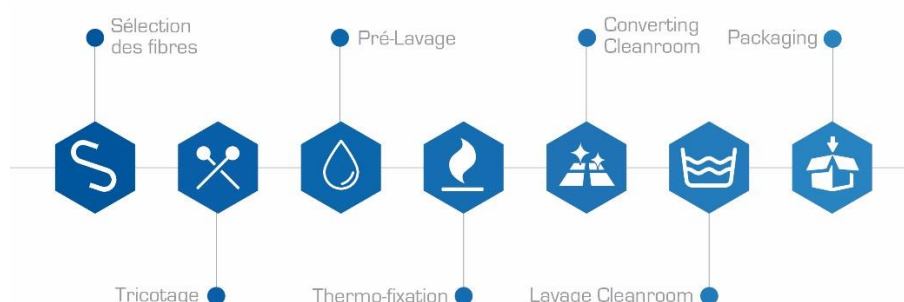 Sélection
des fibres
Pré-Lavage
Converting
Cleanroom
Packaging
Tricotage
Thermo-fixation
Lavage Cleanroom